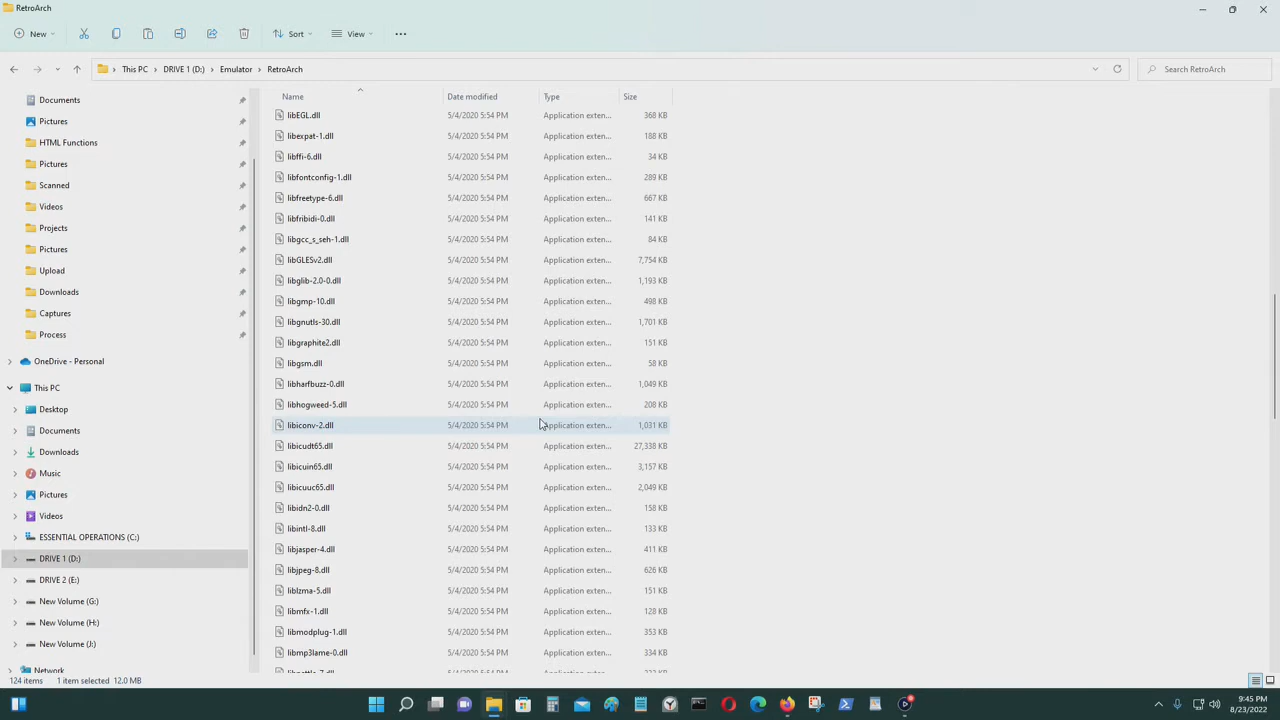 RetroArch
New Sort View
This PC DRIVE 1 (D:) Emulator RetroArch Search RetroArch
Name Date modified Type Size
Documents
Pictures
HTML Functions
Pictures
Scanned
Videos
Projects
Pictures
Upload
Downloads
Captures
Process
OneDrive - Personal
This PC
Desktop
Documents
Downloads
Music
Pictures
Videos
ESSENTIAL OPERATIONS (C:)
DRIVE 1 (D:)
DRIVE 2 (E:)
New Volume (G:)
New Volume (H:)
New Volume (J:)
Network
libEGL.dll 5/4/2020 5:54 PM Application exten... 368 KB
libexpat-1.dll 5/4/2020 5:54 PM Application exten... 188 KB
libffi-6.dll 5/4/2020 5:54 PM Application exten... 34 KB
libfontconfig-1.dll 5/4/2020 5:54 PM Application exten... 289 KB
libfreetype-6.dll 5/4/2020 5:54 PM Application exten... 667 KB
libfribidi-0.dll 5/4/2020 5:54 PM Application exten... 141 KB
libgcc_s_seh-1.dll 5/4/2020 5:54 PM Application exten... 84 KB
libGLESv2.dll 5/4/2020 5:54 PM Application exten... 7,754 KB
libglib-2.0-0.dll 5/4/2020 5:54 PM Application exten... 1,193 KB
libgmp-10.dll 5/4/2020 5:54 PM Application exten... 498 KB
libgnutls-30.dll 5/4/2020 5:54 PM Application exten... 1,701 KB
libgraphite2.dll 5/4/2020 5:54 PM Application exten... 151 KB
libgsm.dll 5/4/2020 5:54 PM Application exten... 58 KB
libharfbuzz-0.dll 5/4/2020 5:54 PM Application exten... 1,049 KB
libhogweed-5.dll 5/4/2020 5:54 PM Application exten... 208 KB
libiconv-2.dll 5/4/2020 5:54 PM Application exten... 1,031 KB
libicudt65.dll 5/4/2020 5:54 PM Application exten... 27,338 KB
libicuin65.dll 5/4/2020 5:54 PM Application exten... 3,157 KB
libicuuc65.dll 5/4/2020 5:54 PM Application exten... 2,049 KB
libidn2-0.dll 5/4/2020 5:54 PM Application exten... 158 KB
libintl-8.dll 5/4/2020 5:54 PM Application exten... 133 KB
libjasper-4.dll 5/4/2020 5:54 PM Application exten... 411 KB
libjpeg-8.dll 5/4/2020 5:54 PM Application exten... 626 KB
liblzma-5.dll 5/4/2020 5:54 PM Application exten... 151 KB
libmfx-1.dll 5/4/2020 5:54 PM Application exten... 128 KB
libmodplug-1.dll 5/4/2020 5:54 PM Application exten... 353 KB
libmp3lame-0.dll 5/4/2020 5:54 PM Application exten... 334 KB
124 items 1 item selected 12.0 MB
9:45 PM
8/23/2022